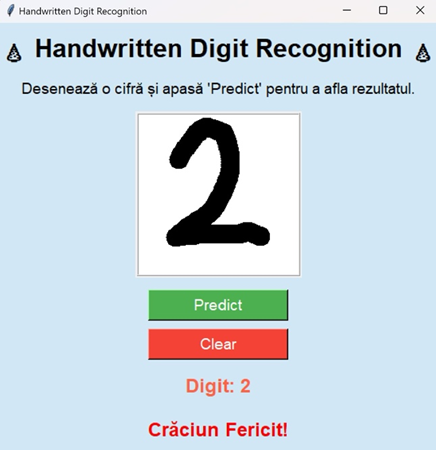 Handwritten Digit Recognition
🎄 Handwritten Digit Recognition 🎄
Desenează o cifră și apasă 'Predict' pentru a afla rezultatul.
2
Predict
Clear
Digit: 2
Crăciun Fericit!